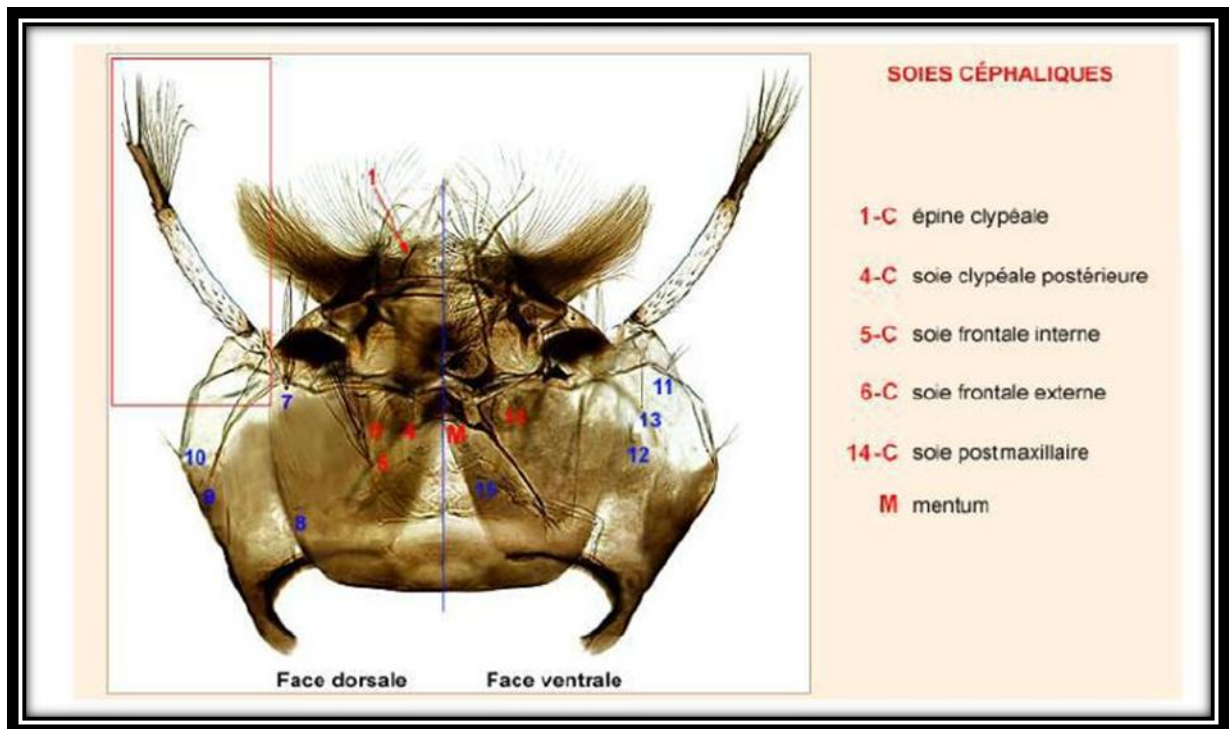 SOIES CÉPHALIQUES
1
1-C épine clypéale
4-C soie clypéale postérieure
5-C soie frontale interne
7
11
6-C soie frontale externe
13
4
M
14-C soie postmaxillaire
12
10
5
15
9
M mentum
8
Face dorsale Face ventrale